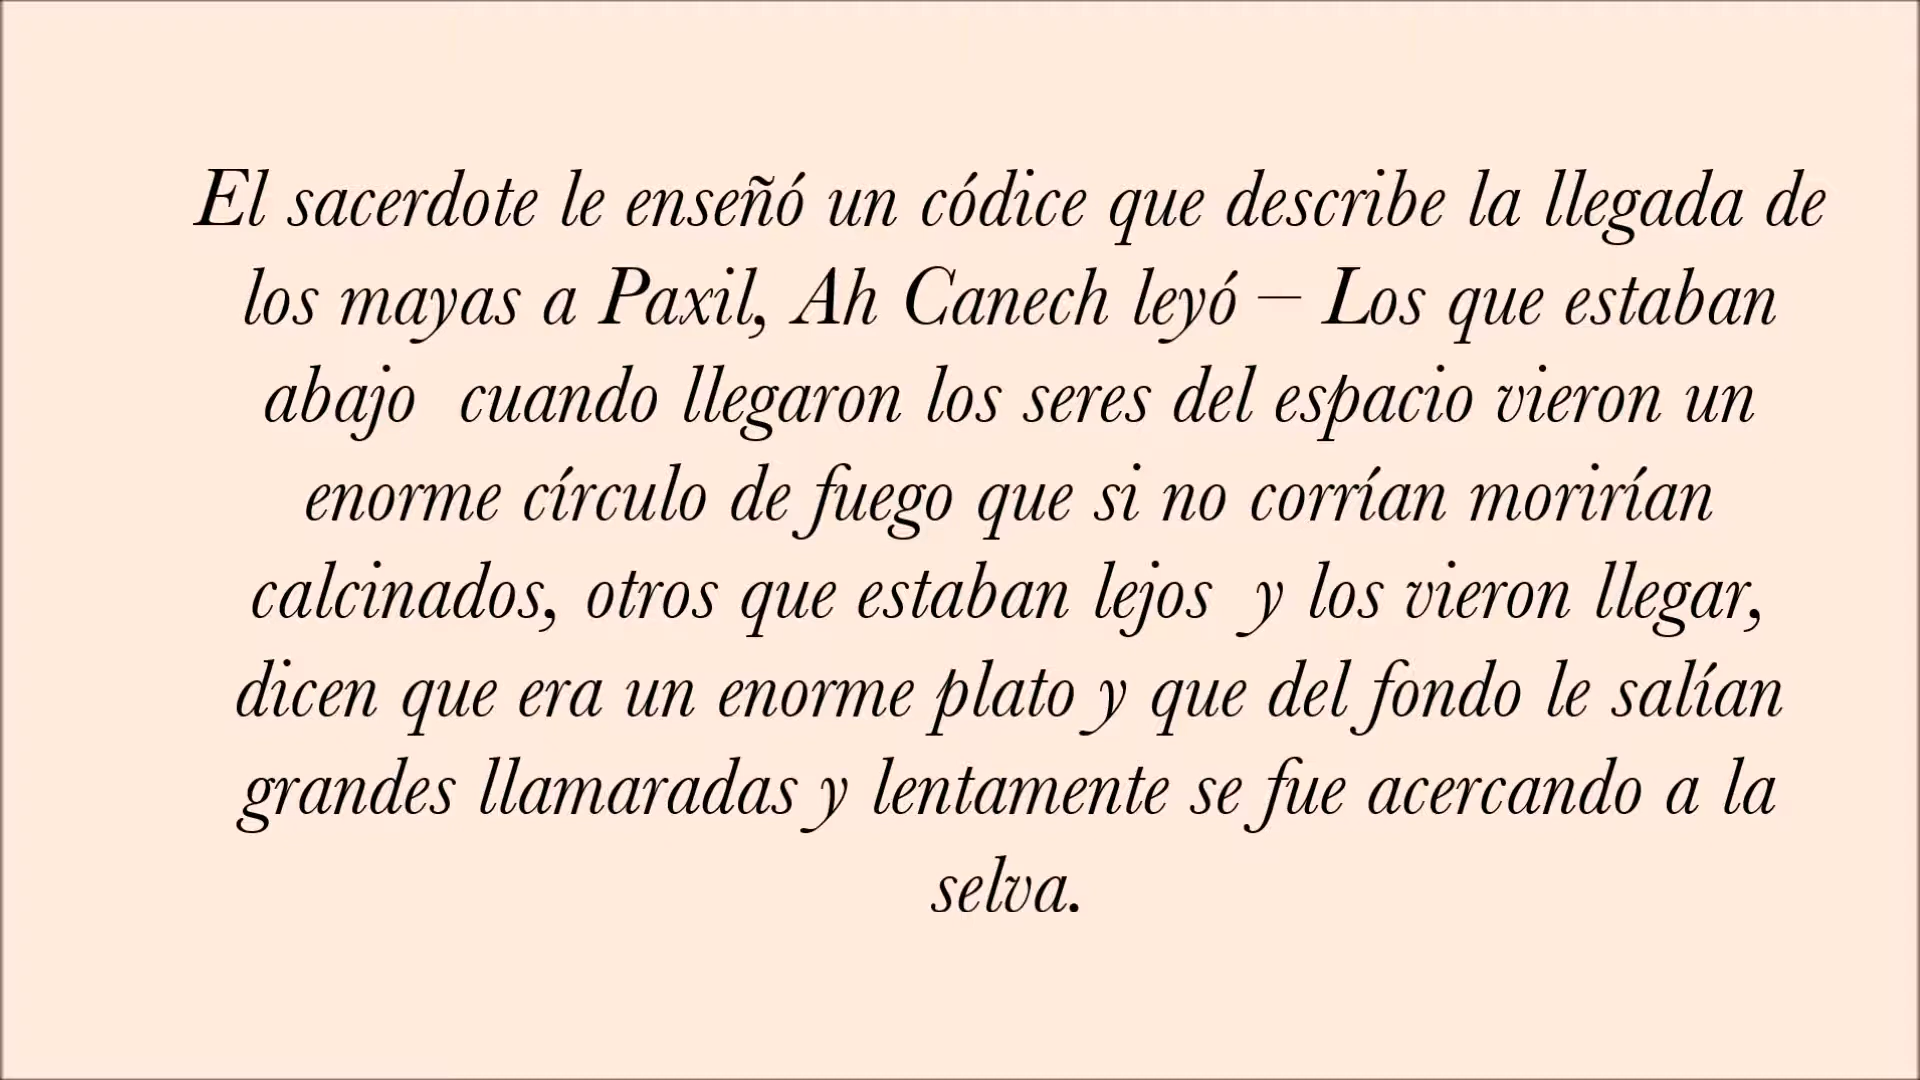 El sacerdote le enseñó un códice que describe la llegada de
los mayas a Paxil, Ah Canech leyó – Los que estaban
abajo  cuando llegaron los seres del espacio vieron un
enorme círculo de fuego que si no corrían morirían
calcinados, otros que estaban lejos  y los vieron llegar,
dicen que era un enorme plato y que del fondo le salían
grandes llamaradas y lentamente se fue acercando a la
selva.